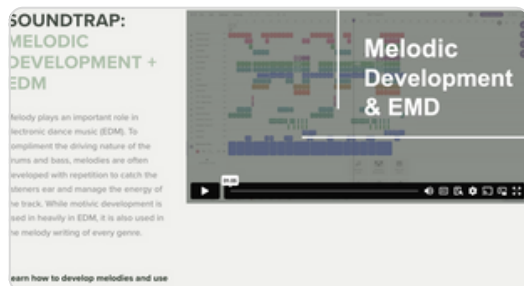 SOUNDTRAP:
MELODIC
DEVELOPMENT +
EDM
Melody plays an important role in
electronic dance music (EDM). To
compliment the driving nature of the
drums and bass, melodies are often
developed with repetition to catch the
listeners ear and manage the energy of
the track. While motivic development is
used in heavily in EDM, it is also used in
the melody writing of every genre.
Learn how to develop melodies and use
Melodic
Development
& EMD